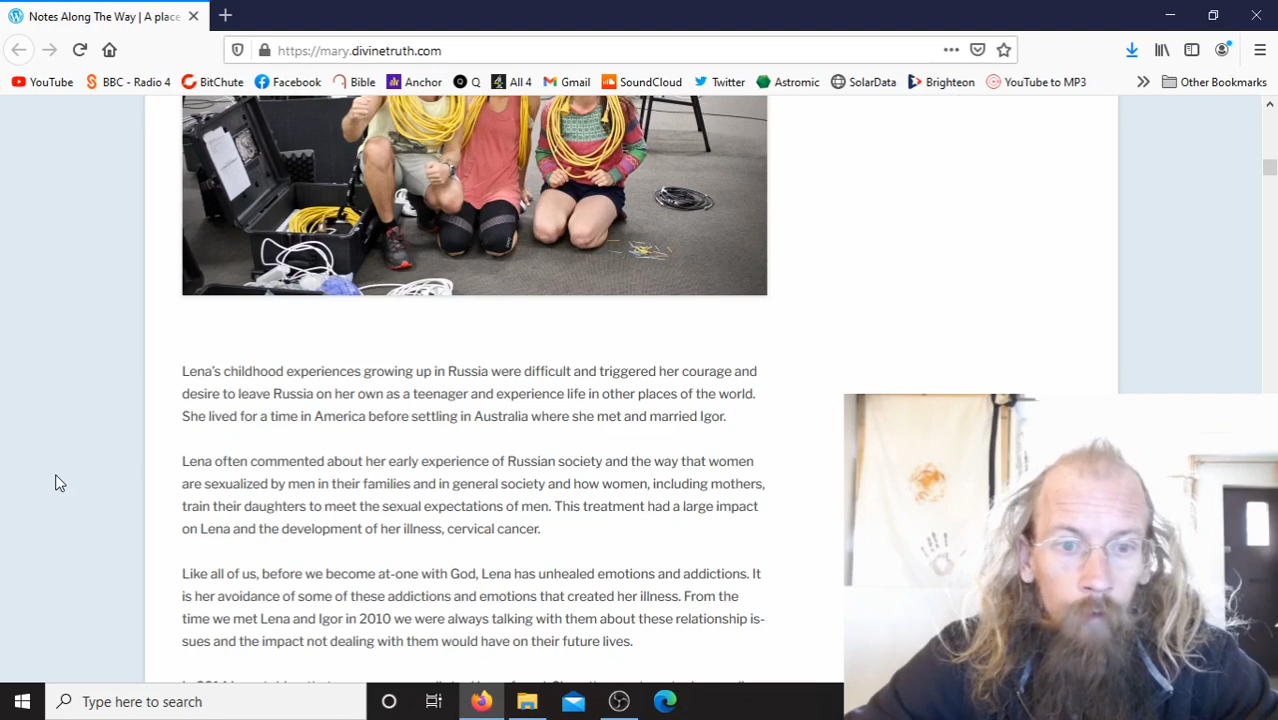 Notes Along The Way | A place
https://mary.divinetruth.com
YouTube
BBC - Radio 4
BitChute
Facebook
Bible
Anchor
Q
All 4
Gmail
SoundCloud
Twitter
Astromic
SolarData
Brighteon
YouTube to MP3
Other Bookmarks
Lena's childhood experiences growing up in Russia were difficult and triggered her courage and
desire to leave Russia on her own as a teenager and experience life in other places of the world.
She lived for a time in America before settling in Australia where she met and married Igor.
Lena often commented about her early experience of Russian society and the way that women
are sexualized by men in their families and in general society and how women, including mothers,
train their daughters to meet the sexual expectations of men. This treatment had a large impact
on Lena and the development of her illness, cervical cancer.
Like all of us, before we become at-one with God, Lena has unhealed emotions and addictions. It
is her avoidance of some of these addictions and emotions that created her illness. From the
time we met Lena and Igor in 2010 we were always talking with them about these relationship is-
sues and the impact not dealing with them would have on their future lives.
Type here to search